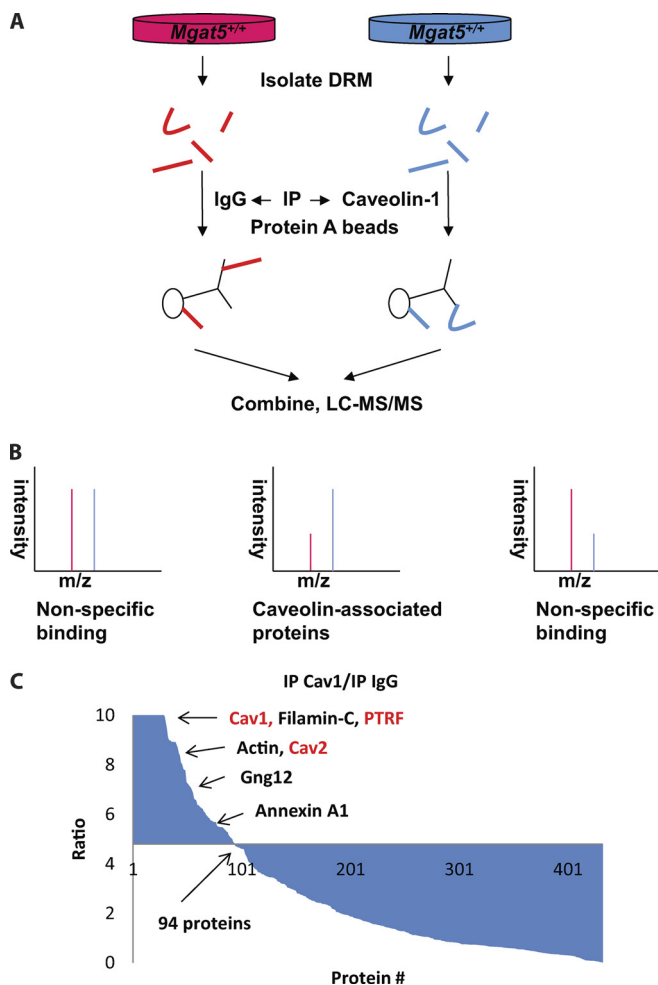 A
Mgat5+/+ Mgat5+/+
Isolate DRM
IgG IP Caveolin-1
Protein A beads
Combine, LC-MS/MS
B
intensity intensity intensity
m/z m/z m/z
Non-specific Caveolin-associated Non-specific
binding proteins binding
C
IP Cav1/IP IgG
10
Cav1, Filamin-C, PTRF
Actin, Cav2
8
Gng12
6
Annexin A1
Ratio
4
1 101 201 301 401
94 proteins
2
0
Protein #